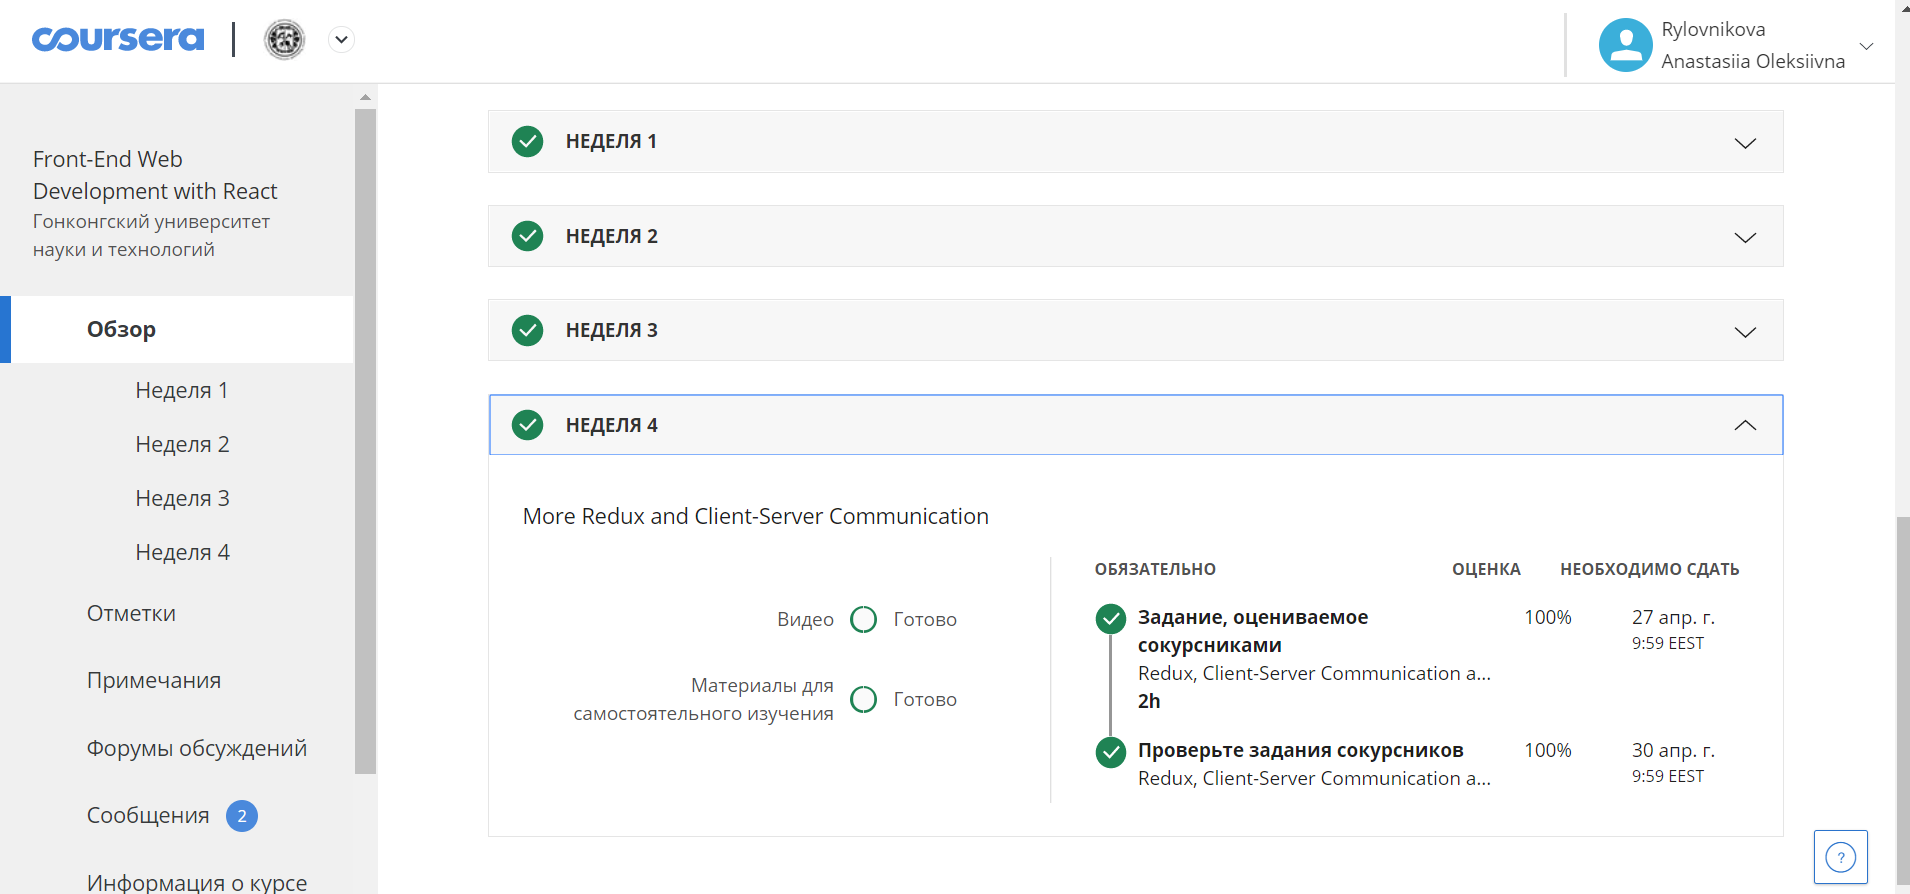 coursera
Rylovnikova
Anastasiia Oleksiivna
Front-End Web
Development with React
Гонконгский университет
науки и технологий
Обзор
Неделя 1
Неделя 2
Неделя 3
Неделя 4
Отметки
Примечания
Форумы обсуждений
Сообщения 2
Информация о курсе
НЕДЕЛЯ 1
НЕДЕЛЯ 2
НЕДЕЛЯ 3
НЕДЕЛЯ 4
More Redux and Client-Server Communication
Видео Готово
Материалы для
самостоятельного изучения Готово
ОБЯЗАТЕЛЬНО ОЦЕНКА НЕОБХОДИМО СДАТЬ
Задание, оцениваемое 100% 27 апр. г.
сокурсниками 9:59 EEST
Redux, Client-Server Communication a...
2h
Проверьте задания сокурсников 100% 30 апр. г.
Redux, Client-Server Communication a... 9:59 EEST
?